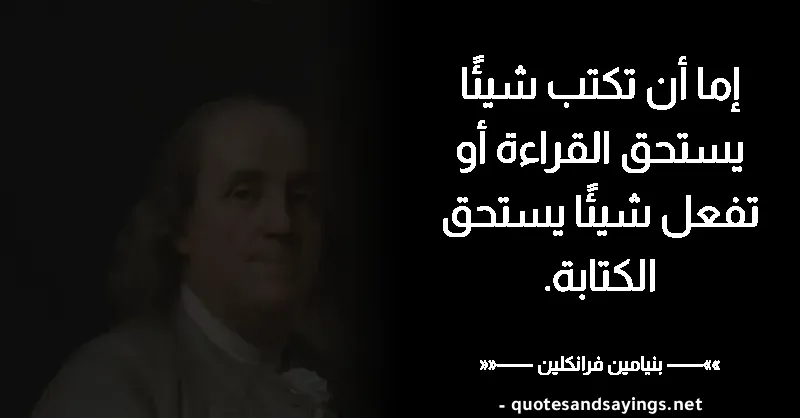 إما أن تكتب شيئًا
يستحق القراءة أو
تفعل شيئًا يستحق
الكتابة.
»»—— بنيامين فرانكلين ——««
- quotesandsayings.net